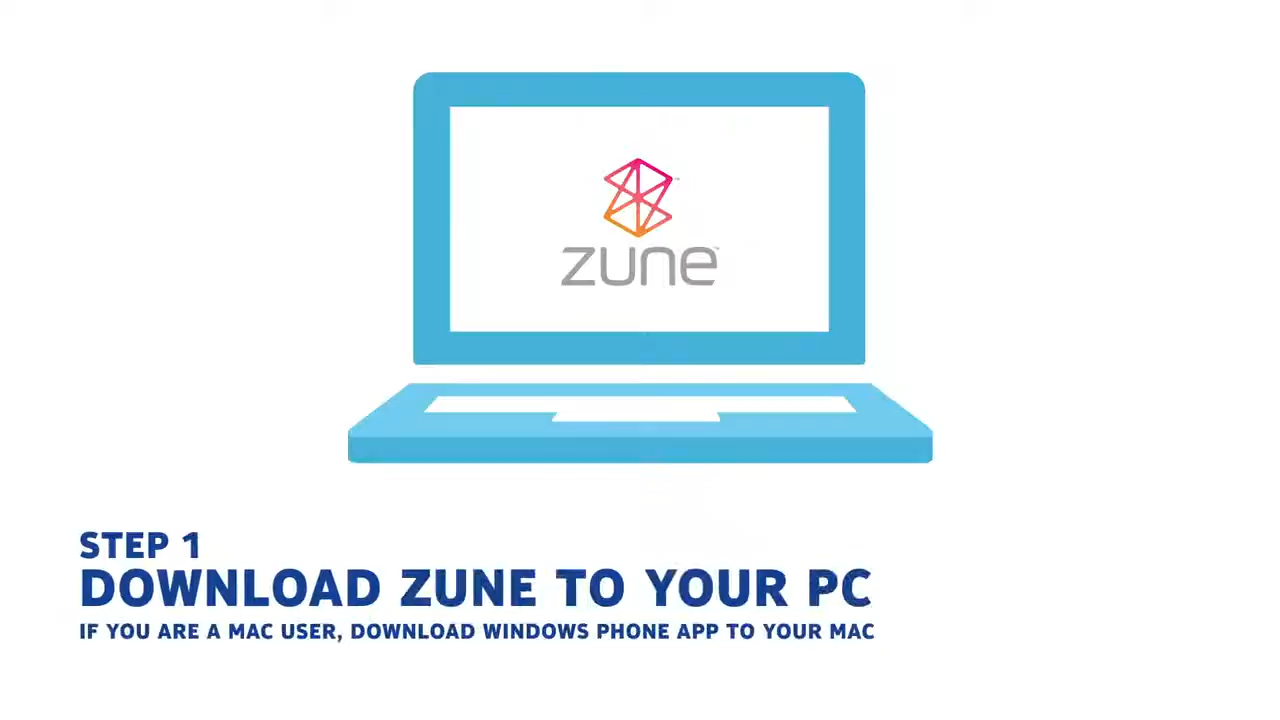 zune
STEP 1
DOWNLOAD ZUNE TO YOUR PC
IF YOU ARE A MAC USER, DOWNLOAD WINDOWS PHONE APP TO YOUR MAC